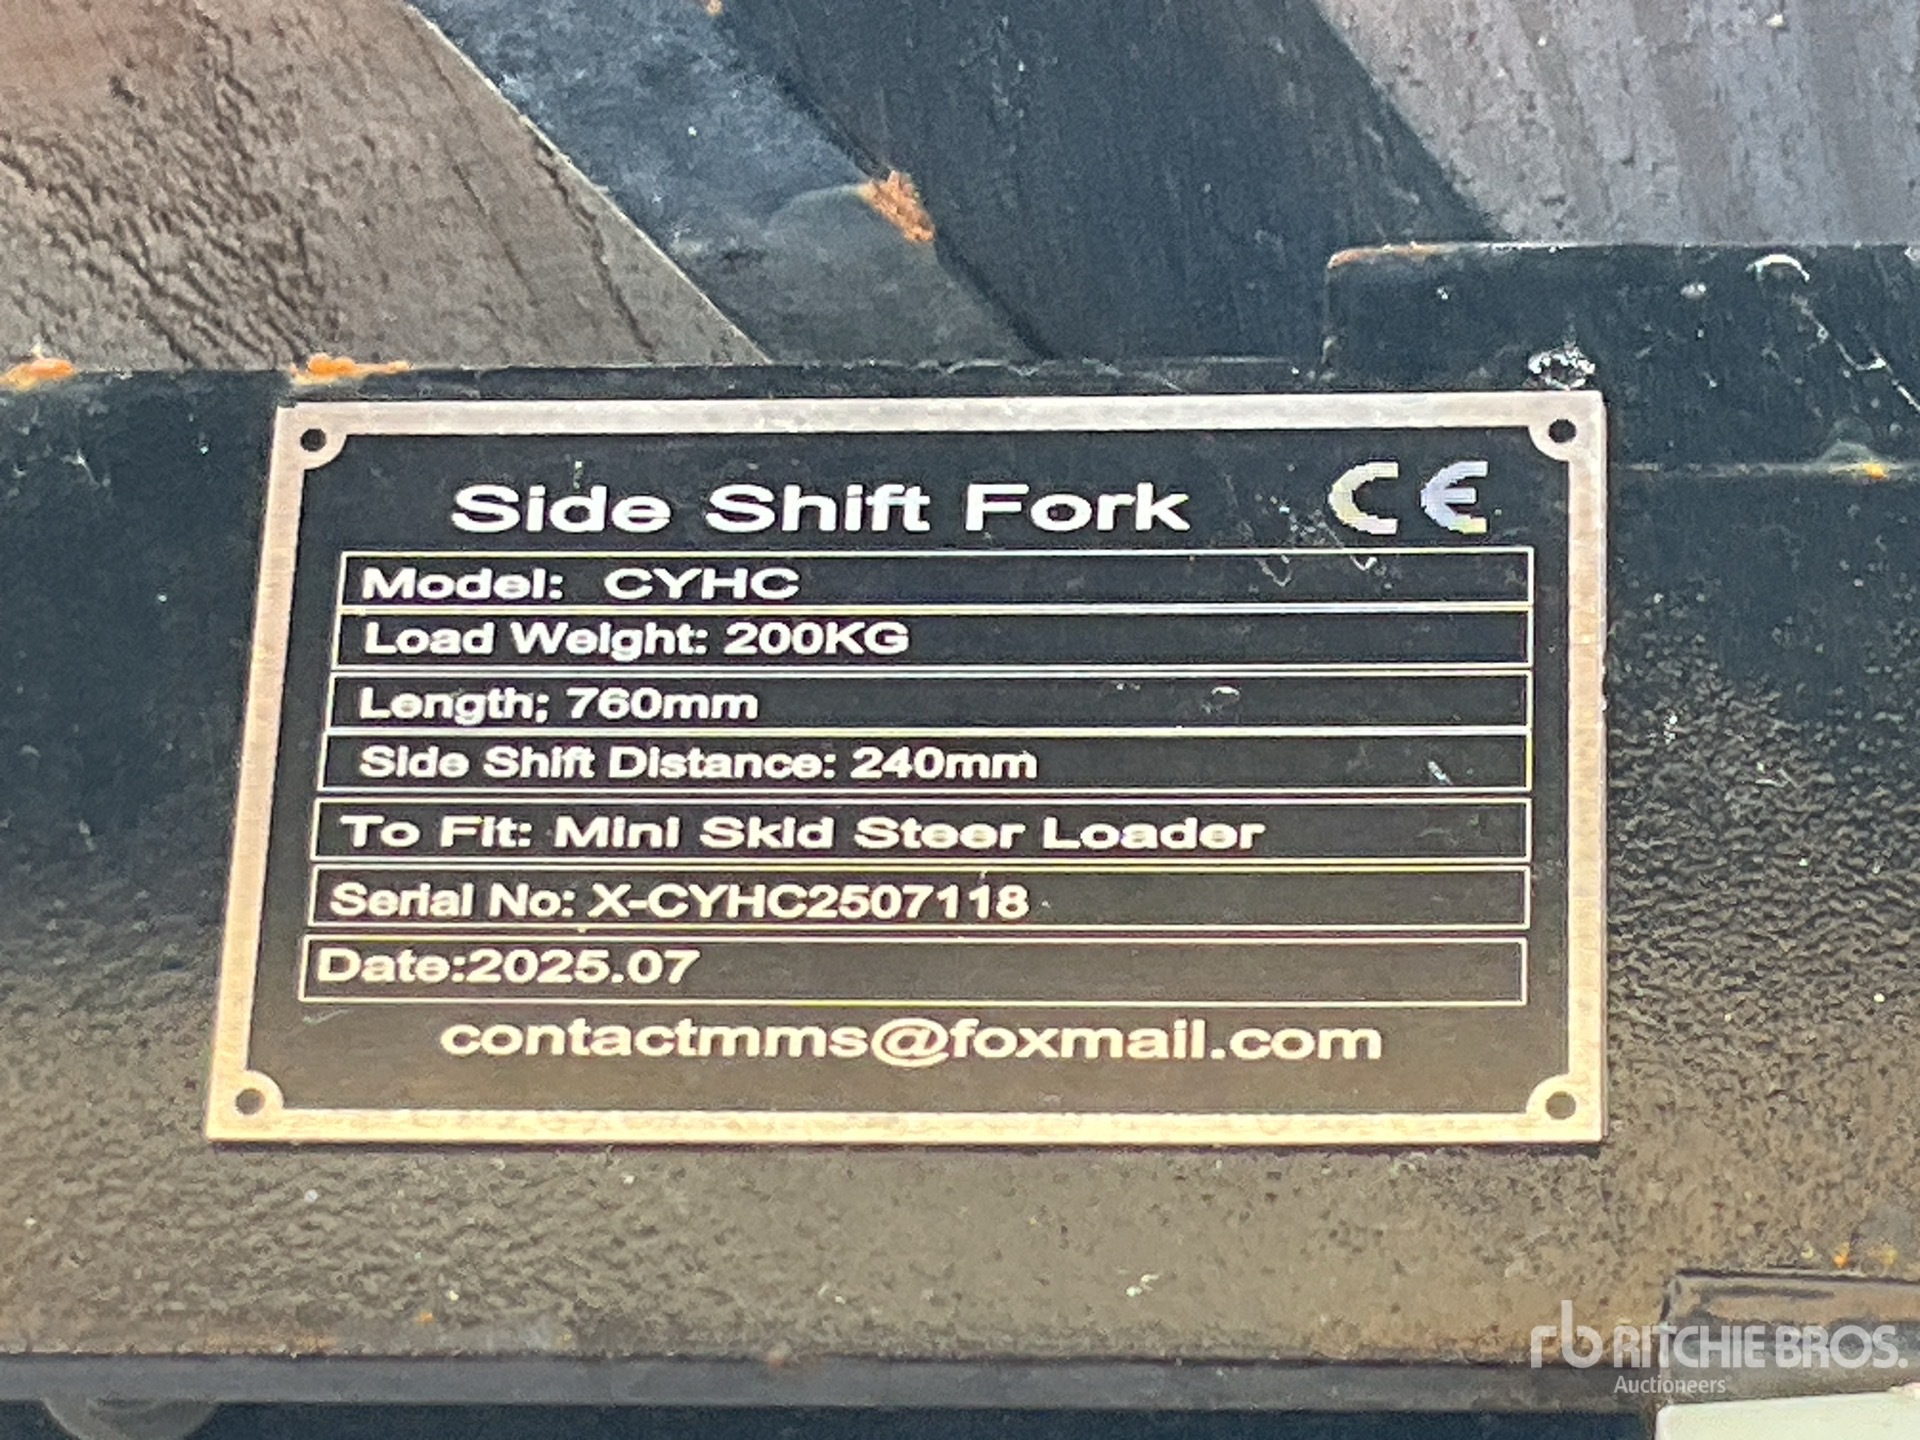 Side Shift Fork CE
Model: CYHC
Load Weight: 200KG
Length; 760mm
Side Shift Distance: 240mm
To Fit: Mini Skid Steer Loader
Serial No: X-CYHC2507118
Date:2025.07
contactmms@foxmail.com
rb RITCHIE BROS.
Auctioneers